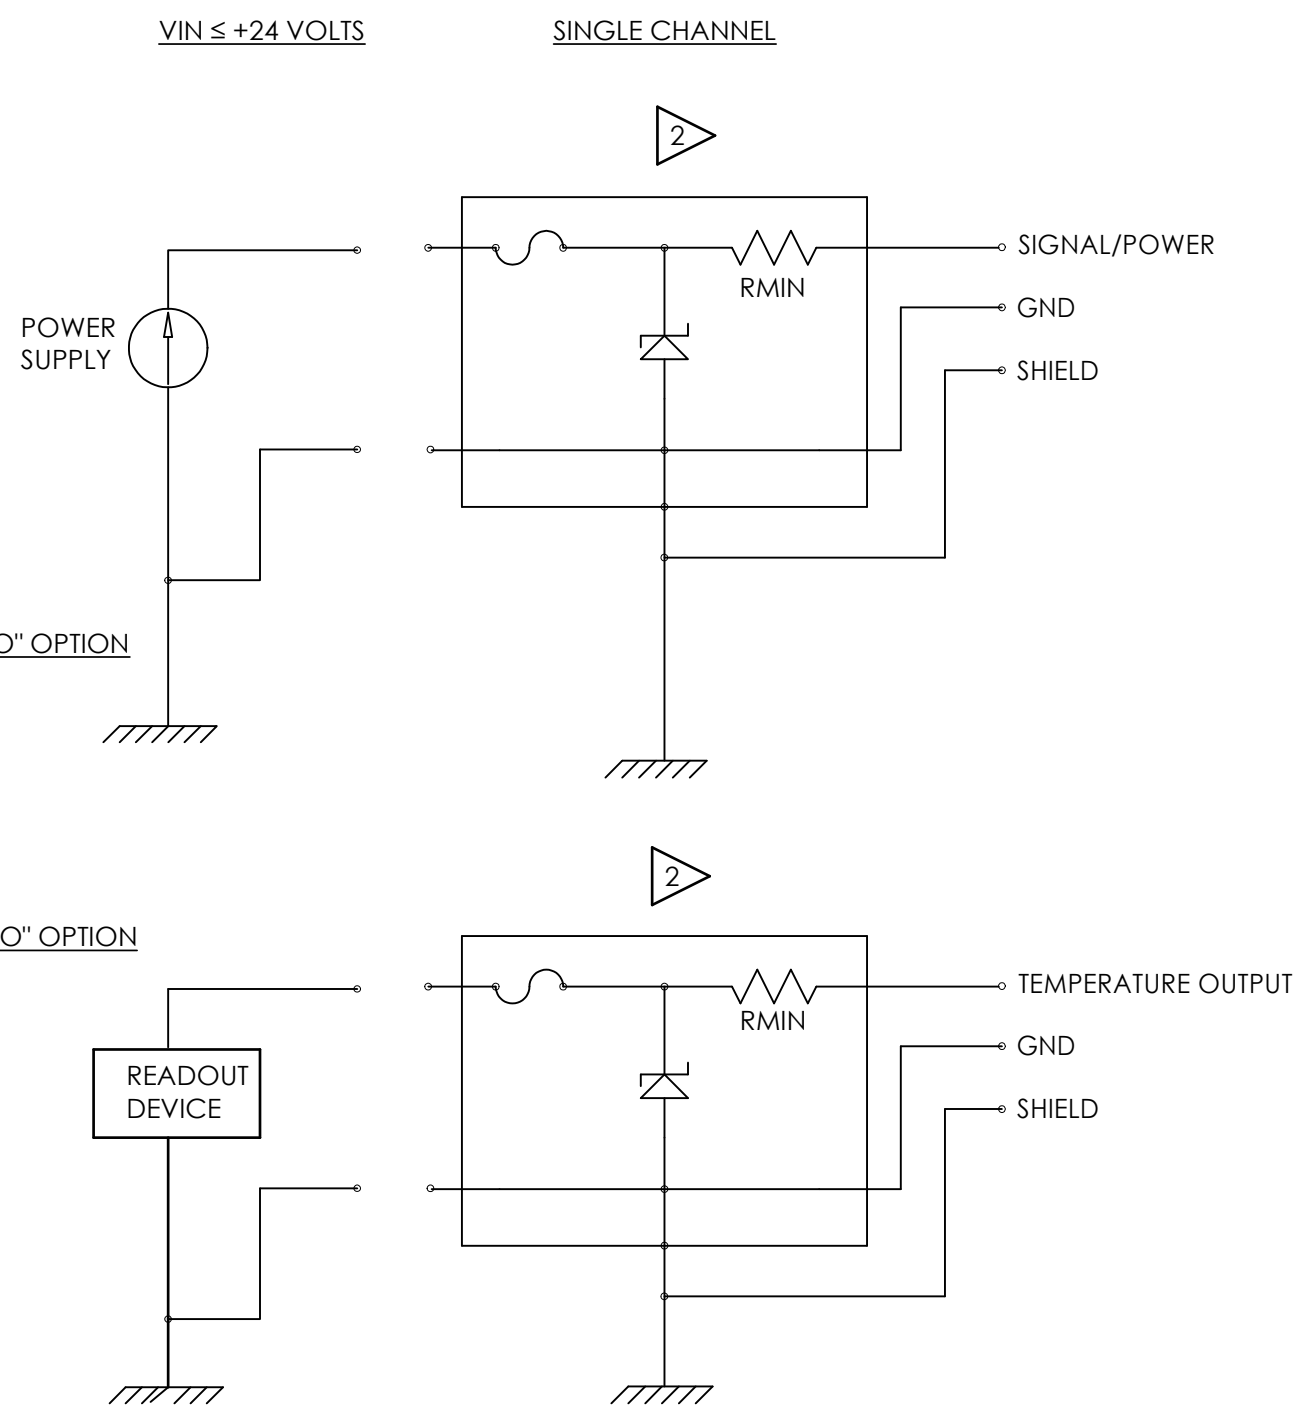 VIN ≤ +24 VOLTS
SINGLE CHANNEL
2
SIGNAL/POWER
RMIN
GND
POWER
SUPPLY
SHIELD
O" OPTION
2
O" OPTION
TEMPERATURE OUTPUT
RMIN
GND
READOUT
DEVICE
SHIELD